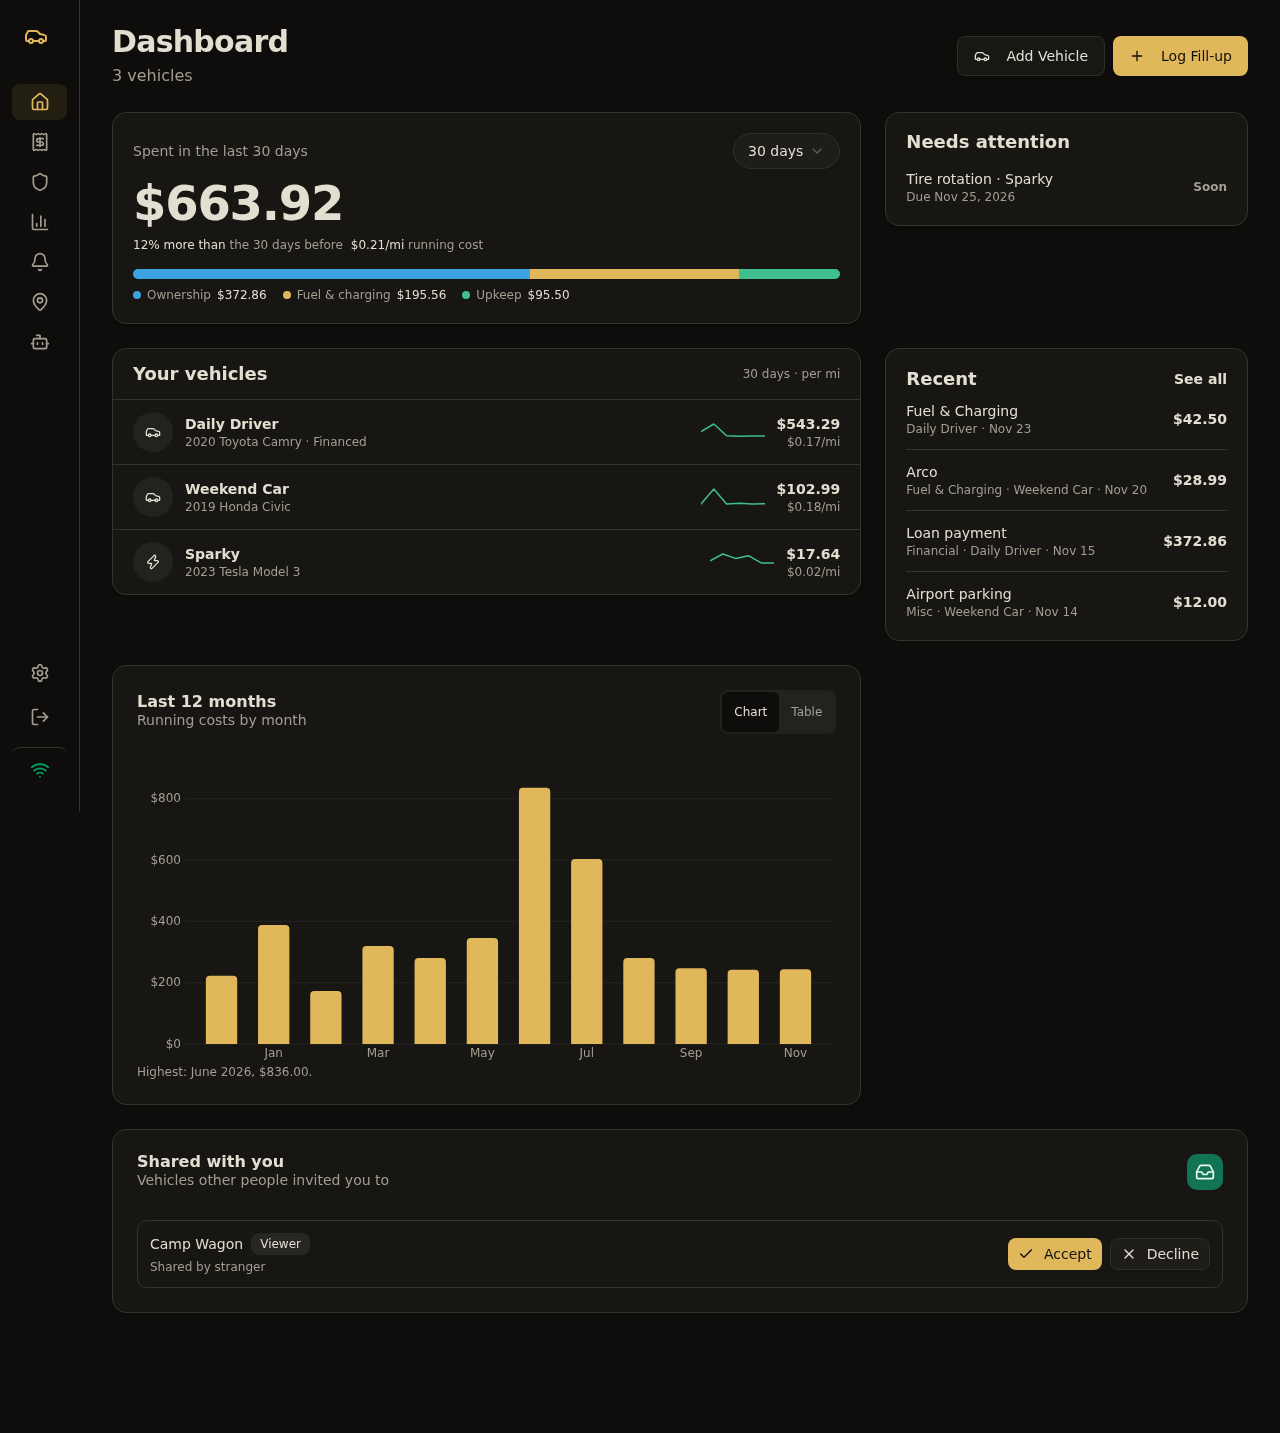 Dashboard
3 vehicles
Add Vehicle
Log Fill-up
Spent in the last 30 days
30 days
$663.92
12% more than the 30 days before $0.21/mi running cost
Ownership $372.86 Fuel & charging $195.56 Upkeep $95.50
Needs attention
Tire rotation · Sparky
Due Nov 25, 2026
Soon
Your vehicles
30 days · per mi
Daily Driver
2020 Toyota Camry · Financed
$543.29
$0.17/mi
Weekend Car
2019 Honda Civic
$102.99
$0.18/mi
Sparky
2023 Tesla Model 3
$17.64
$0.02/mi
Recent
See all
Fuel & Charging
Daily Driver · Nov 23
$42.50
Arco
Fuel & Charging · Weekend Car · Nov 20
$28.99
Loan payment
Financial · Daily Driver · Nov 15
$372.86
Airport parking
Misc · Weekend Car · Nov 14
$12.00
Last 12 months
Running costs by month
Chart Table
$800
$600
$400
$200
$0
Jan Mar May Jul Sep Nov
Highest: June 2026, $836.00.
Shared with you
Vehicles other people invited you to
Camp Wagon Viewer
Shared by stranger
Accept
Decline